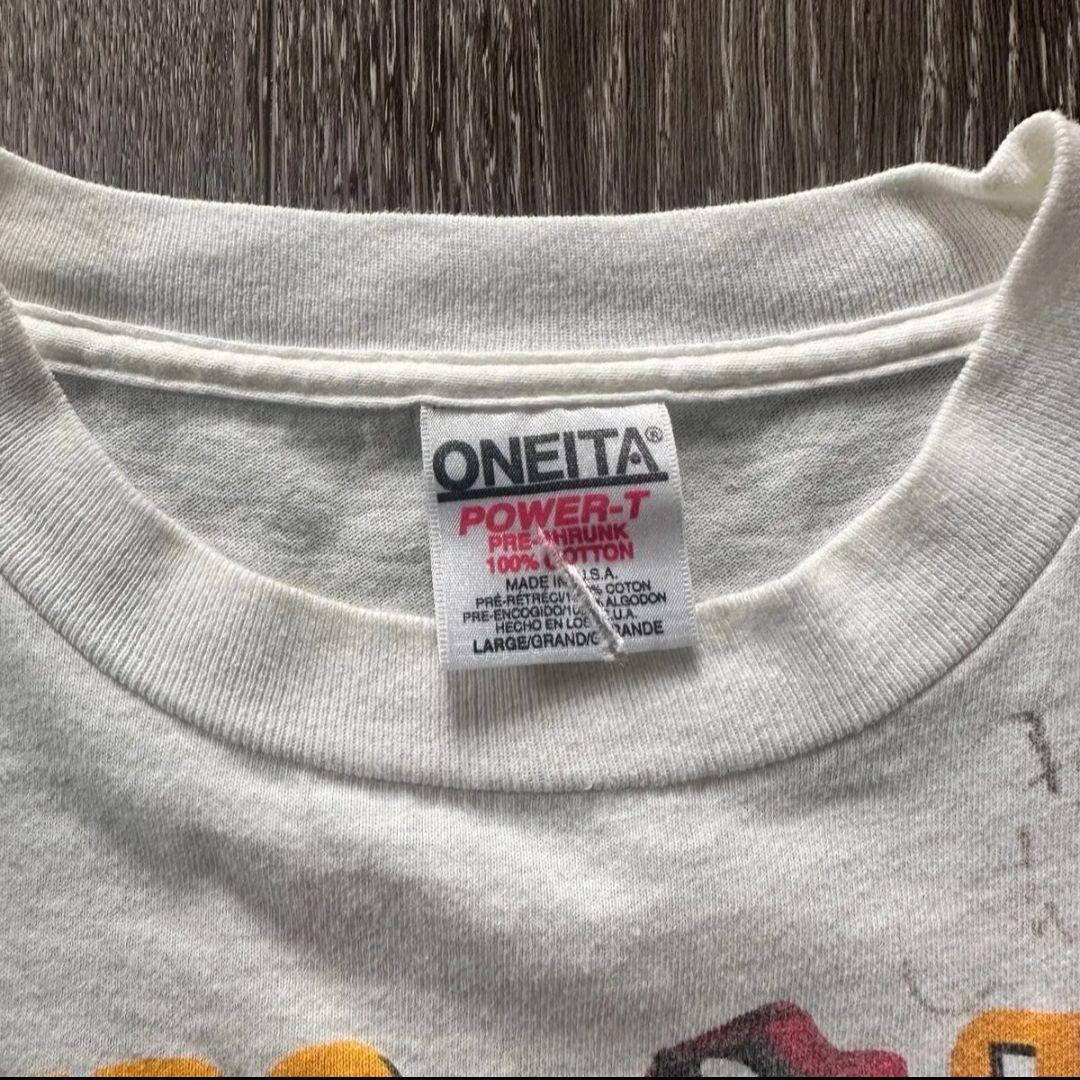 ONEITA®
POWER-T
PRE-SHRUNK
100% COTTON
MADE IN U.S.A.
PRÉ-RÉTRÉCI/100% COTON
PRE-ENCOGIDO/100% ALGODON
HECHO EN LOS E.U.A.
LARGE/GRAND/GRANDE